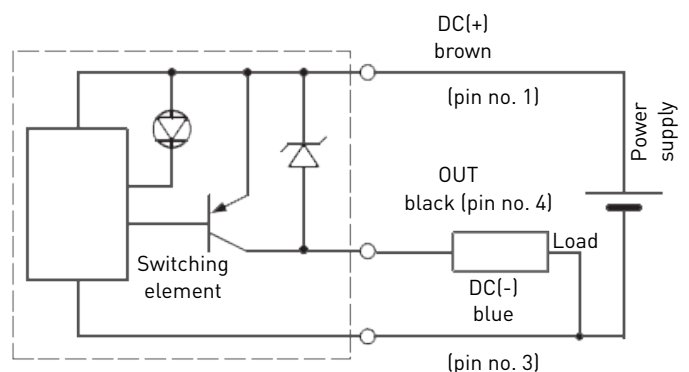 DC(+)
brown
(pin no. 1)
Power
supply
OUT
black (pin no. 4)
Load
Switching
element
DC(-)
blue
(pin no. 3)